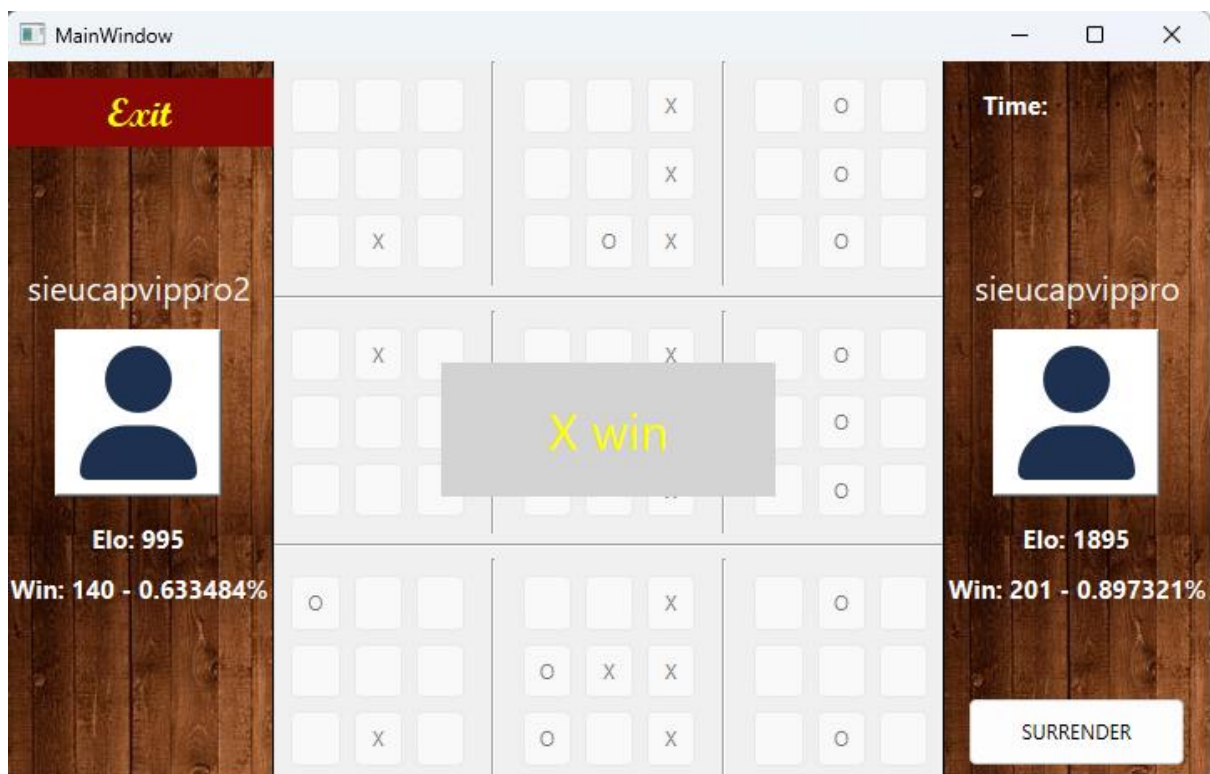 MainWindow
Exit
Time:
X O
X O
X O X O
sieucapvippro2
sieucapvippro
X X O
O
O
X win
Elo: 995
Elo: 1895
Win: 140 - 0.633484%
Win: 201 - 0.897321%
O X O
O X X
X O X O
SURRENDER